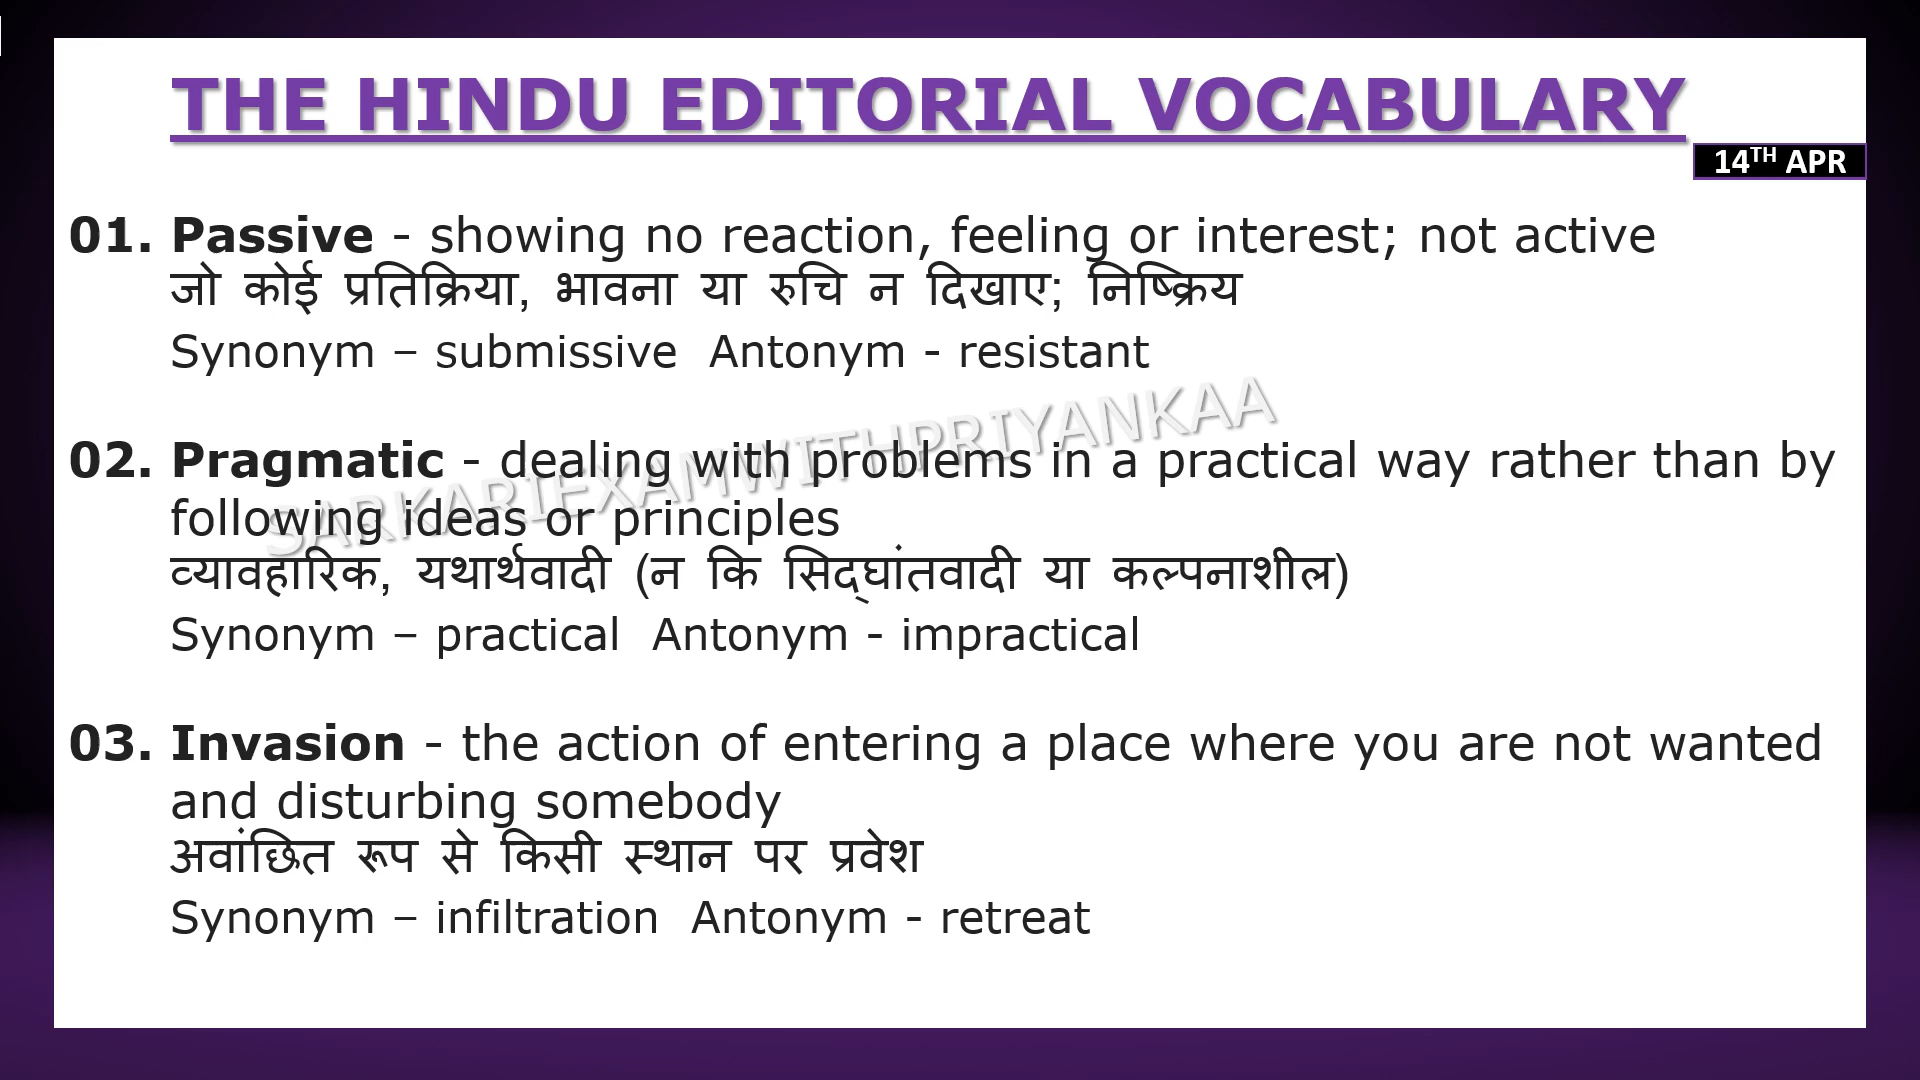 THE HINDU EDITORIAL VOCABULARY
14TH APR
01. Passive - showing no reaction, feeling or interest; not active
जो कोई प्रतिक्रिया, भावना या रुचि न दिखाए; निष्क्रिय
Synonym – submissive Antonym - resistant
SARKARIEXAMWITHPRIYANKAA
02. Pragmatic - dealing with problems in a practical way rather than by
following ideas or principles
व्यावहारिक, यथार्थवादी (न कि सिद्‌घांतवादी या कल्पनाशील)
Synonym – practical Antonym - impractical
03. Invasion - the action of entering a place where you are not wanted
and disturbing somebody
अवांछित रूप से किसी स्थान पर प्रवेश
Synonym – infiltration Antonym - retreat